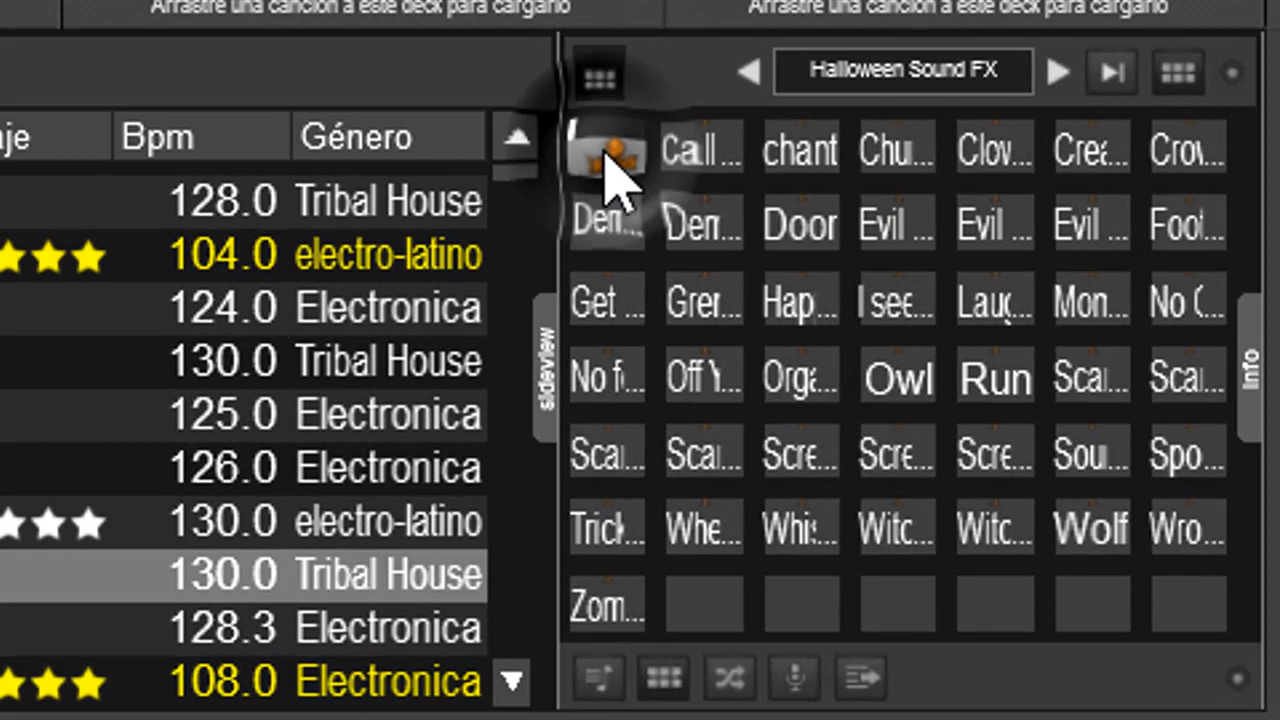 Arrastre una canción a este deck para cargarlo
Arrastre una canción a este deck para cargarlo
Halloween Sound FX
aje Bpm Género
128.0 Tribal House
104.0 electro-latino
124.0 Electronica
130.0 Tribal House
125.0 Electronica
126.0 Electronica
130.0 electro-latino
130.0 Tribal House
128.3 Electronica
108.0 Electronica
sideview
Call ... chant Chu... Clov... Crea... Crov...
Dem... Dem... Door Evil ... Evil ... Evil ... Foot...
Get ... Grer... Hap... I see... Laug... Mon... No (...
No f... Off Y... Orga... Owl Run Sca... Sca...
Sca... Sca... Scre... Scre... Scre... Sou... Spo...
Trick... Whe... Whis... Witc... Witc... Wolf Wro...
Zom...
Info